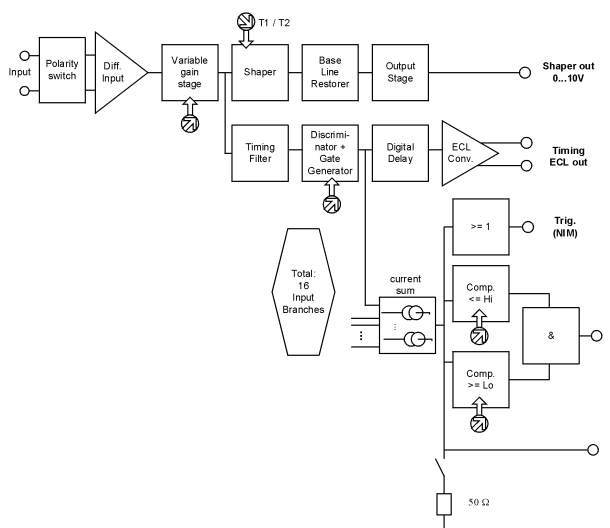 T1 / T2
Input
Polarity
switch
Diff.
Input
Variable
gain
stage
Shaper
Base
Line
Restorer
Output
Stage
Shaper out
0...10V
Timing
Filter
Discrimi-
nator +
Gate
Generator
Digital
Delay
ECL
Conv.
Timing
ECL out
>= 1
Trig.
(NIM)
Total:
16
Input
Branches
current
sum
Comp.
<= Hi
&
Comp.
>= Lo
50 Ω